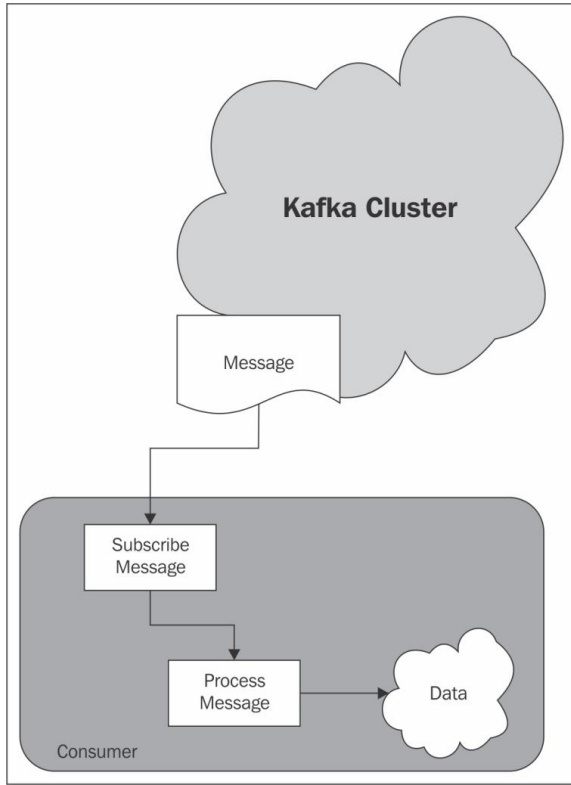 Kafka Cluster
Message
Subscribe
Message
Process
Message
Data
Consumer